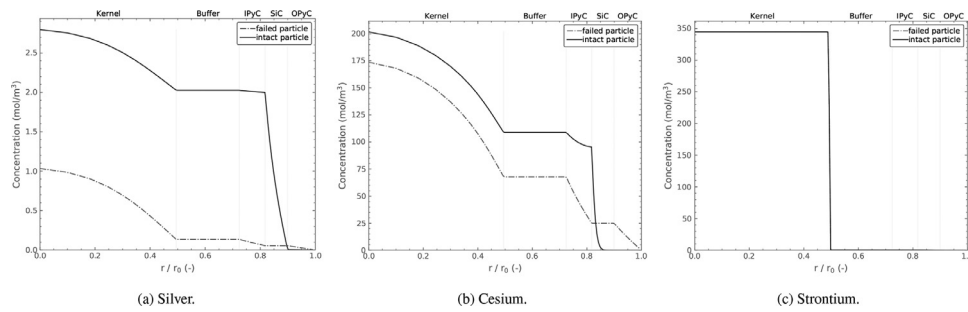 Kernel Buffer IPyC SiC OPyC
failed particle
intact particle
Concentration (mol/m³)
2.5
2.0
1.5
1.0
0.5
0.0
0.0 0.2 0.4 0.6 0.8 1.0
r / r₀ (-)
(a) Silver.
Kernel Buffer IPyC SiC OPyC
failed particle
intact particle
Concentration (mol/m³)
200
175
150
125
100
75
50
25
0
0.0 0.2 0.4 0.6 0.8 1.0
r / r₀ (-)
(b) Cesium.
Kernel Buffer IPyC SiC OPyC
failed particle
intact particle
Concentration (mol/m³)
350
300
250
200
150
100
50
0
0.0 0.2 0.4 0.6 0.8 1.0
r / r₀ (-)
(c) Strontium.